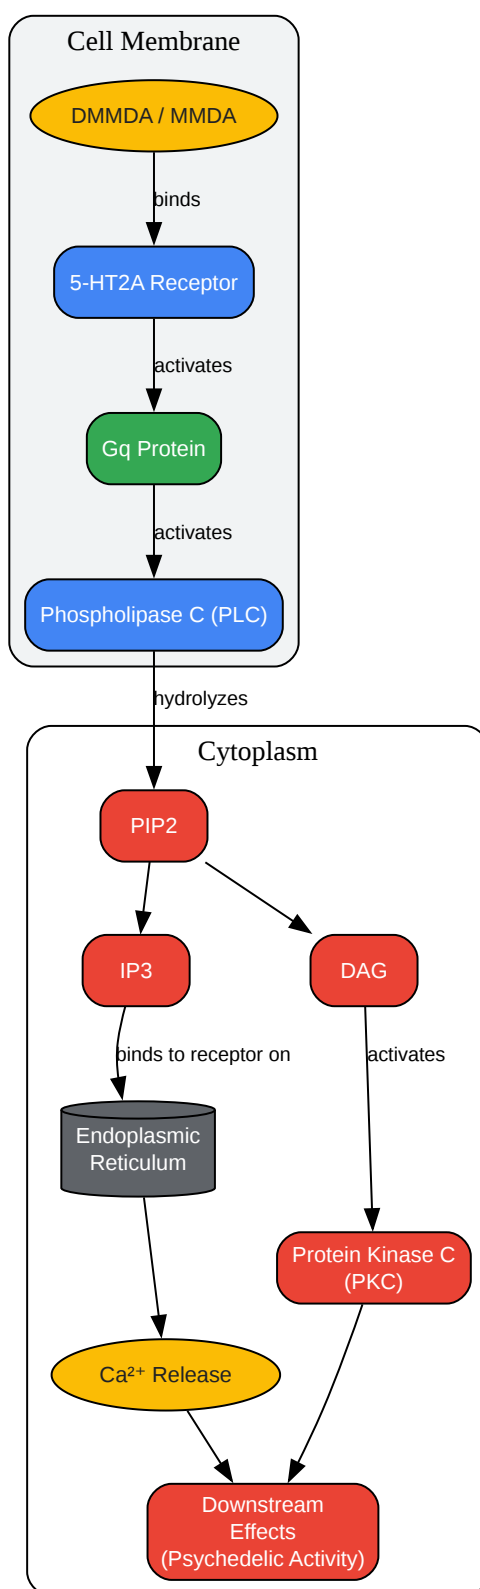 Cell Membrane
DMMDA / MMDA
binds
5-HT2A Receptor
activates
Gq Protein
activates
Phospholipase C (PLC)
hydrolyzes
Cytoplasm
PIP2
IP3
DAG
binds to receptor on
activates
Endoplasmic
Reticulum
Protein Kinase C
(PKC)
Ca²⁺ Release
Downstream
Effects
(Psychedelic Activity)